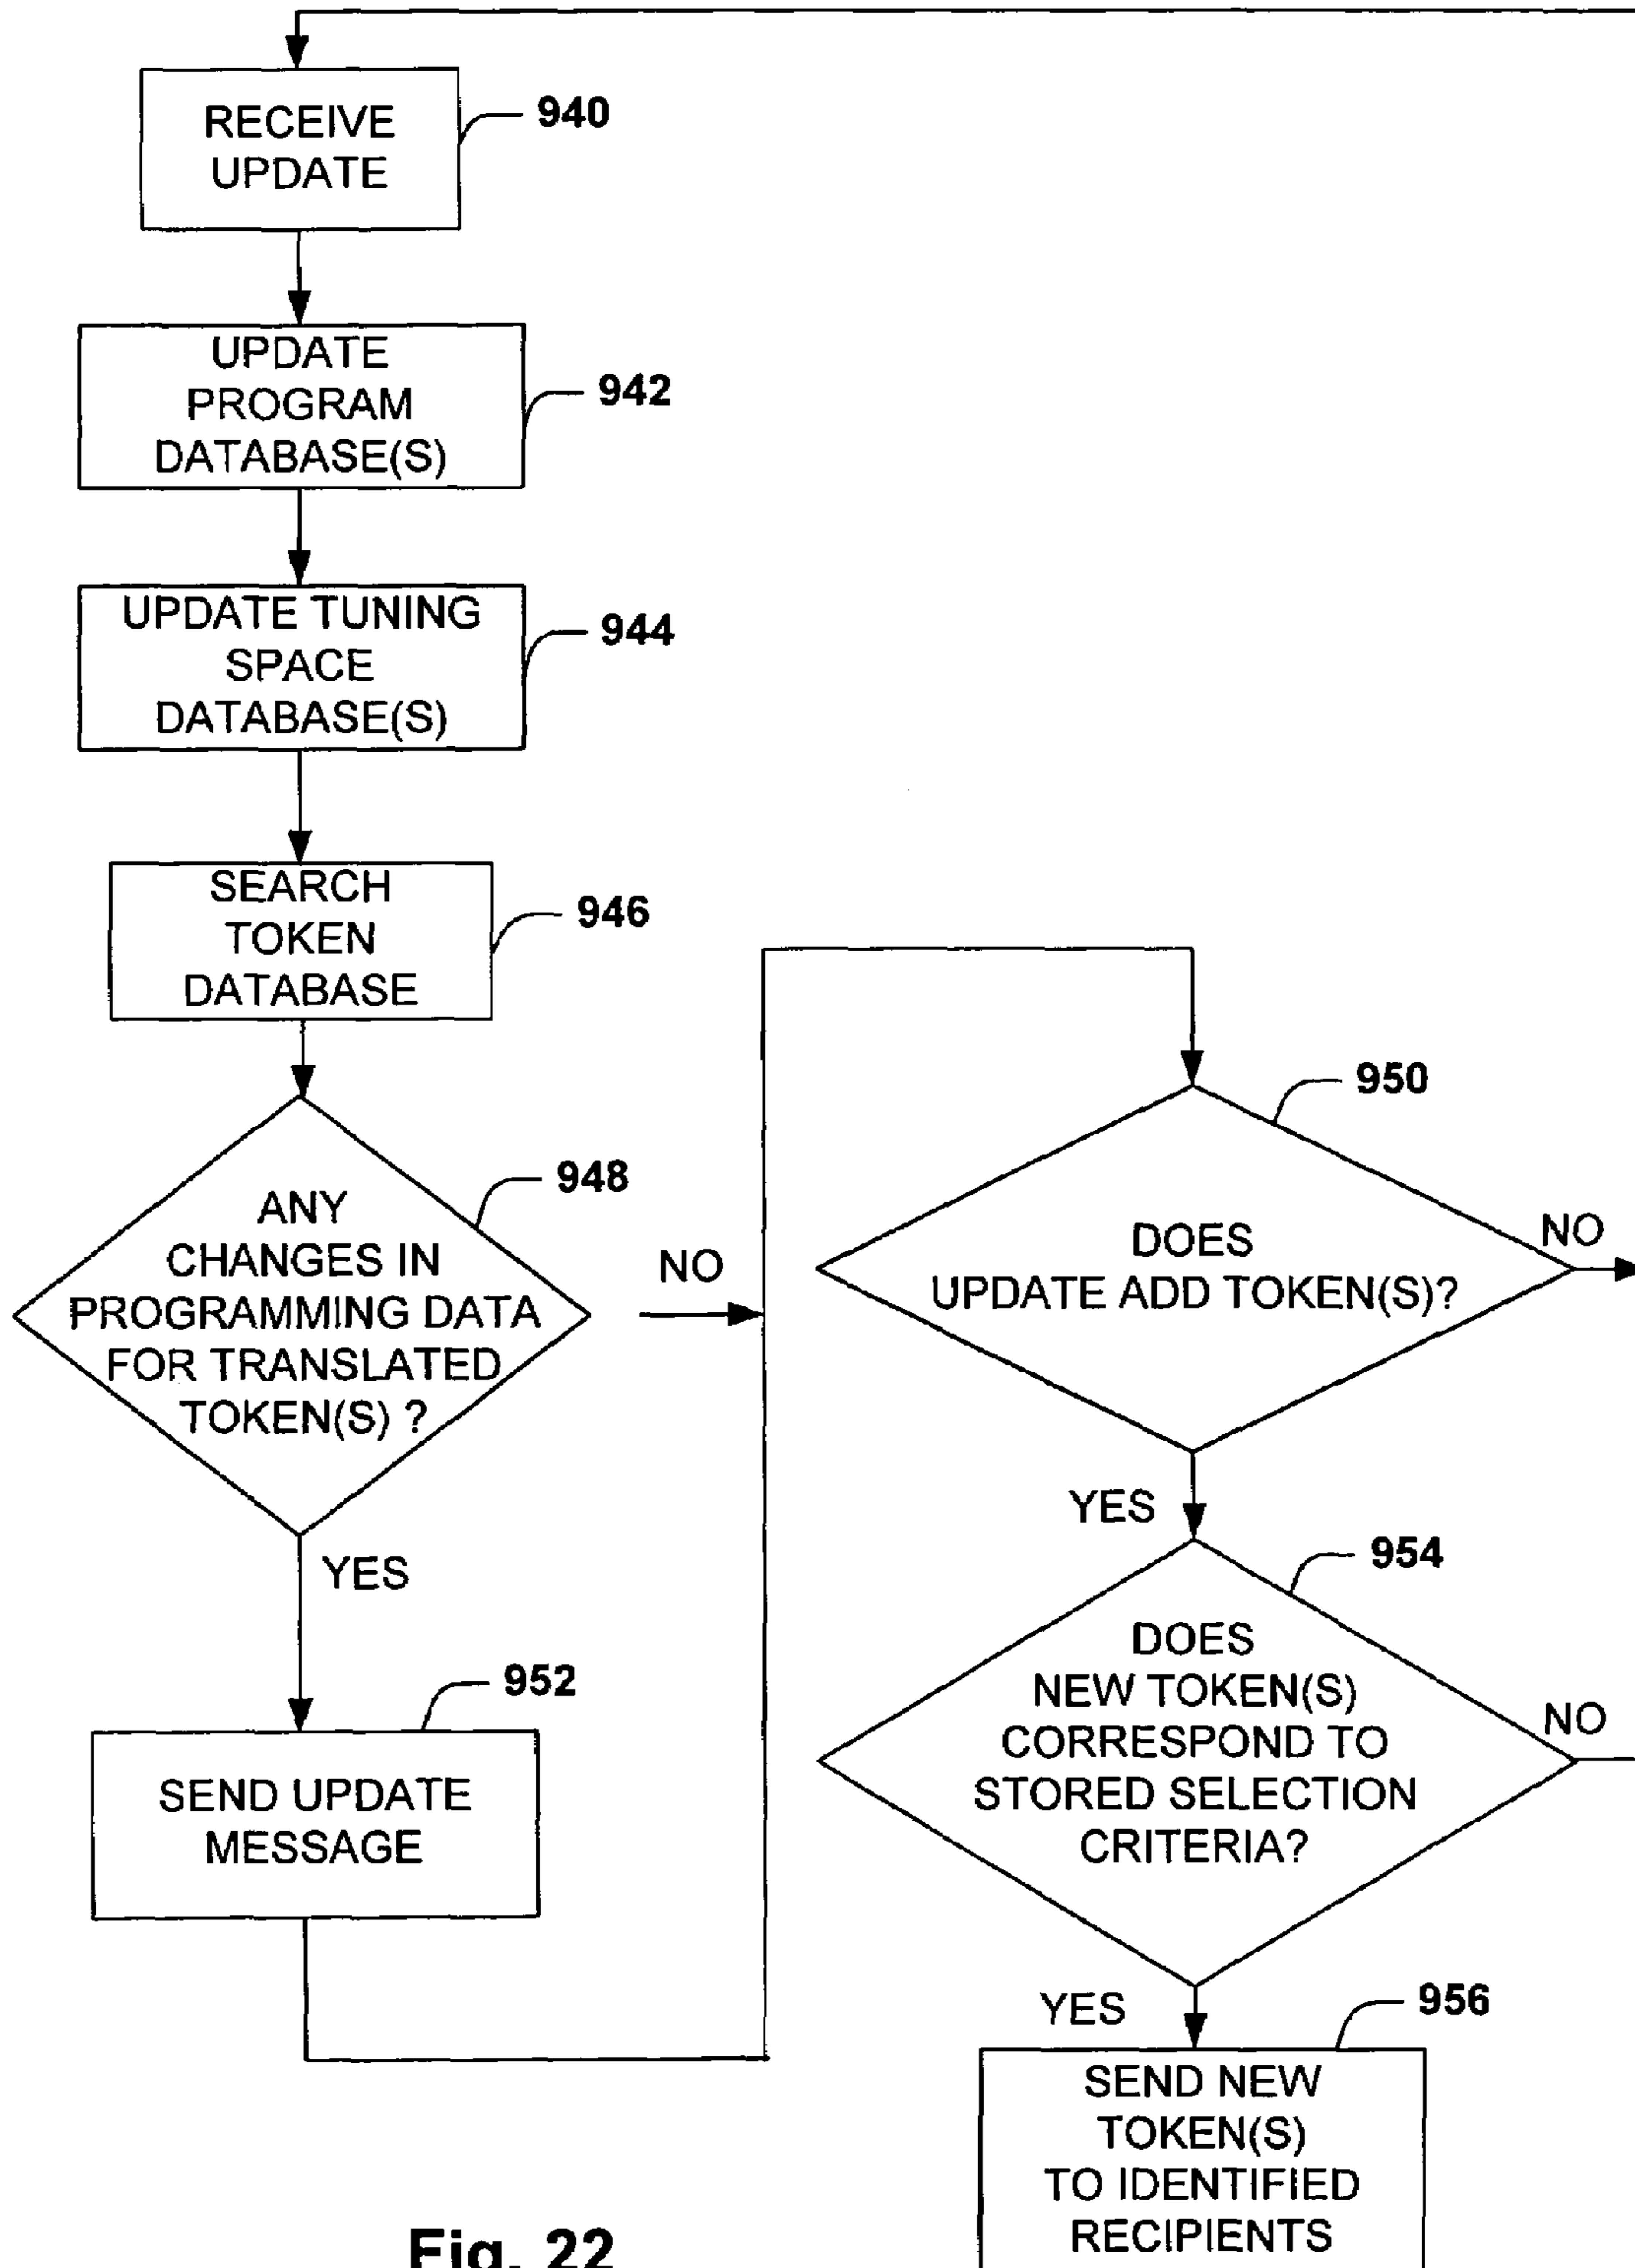 RECEIVE
UPDATE
940
UPDATE
PROGRAM
DATABASE(S)
942
UPDATE TUNING
SPACE
DATABASE(S)
944
SEARCH
TOKEN
DATABASE
946
ANY
CHANGES IN
PROGRAMMING DATA
FOR TRANSLATED
TOKEN(S) ?
948
NO
YES
SEND UPDATE
MESSAGE
952
DOES
UPDATE ADD TOKEN(S)?
950
NO
YES
DOES
NEW TOKEN(S)
CORRESPOND TO
STORED SELECTION
CRITERIA?
954
NO
YES
SEND NEW
TOKEN(S)
TO IDENTIFIED
RECIPIENTS
956
Fig. 22